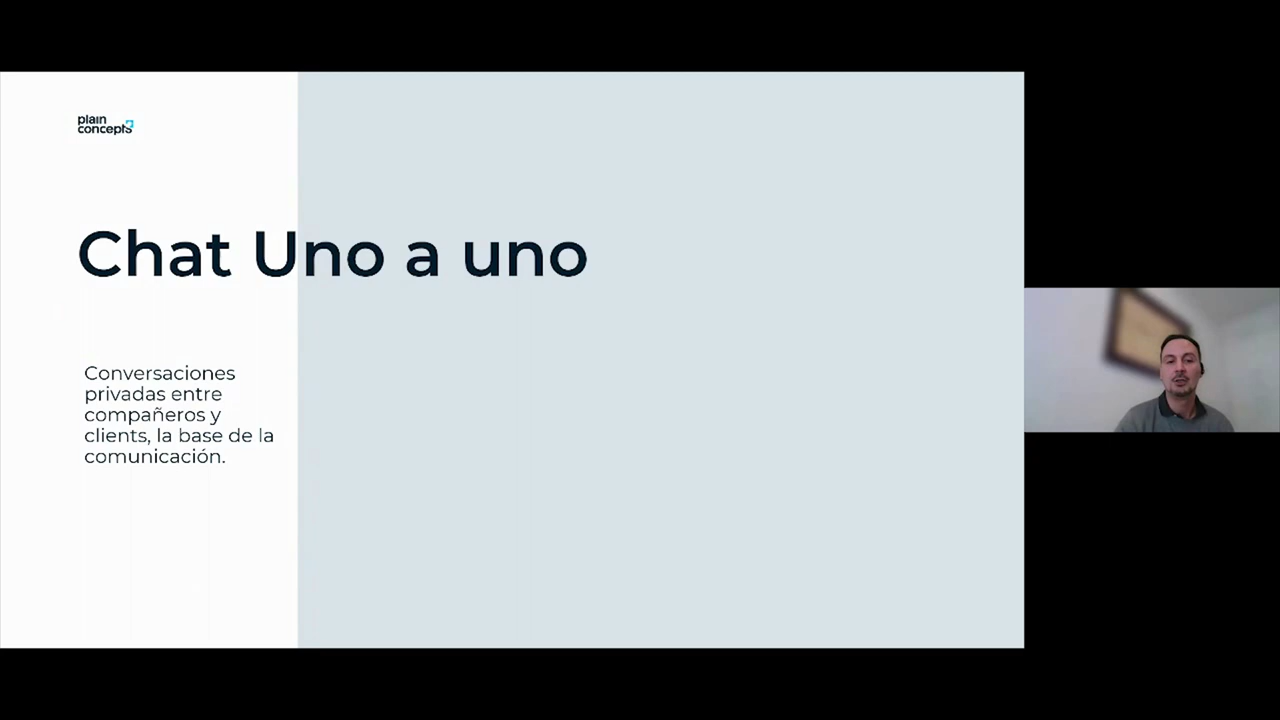 plain
concepts
Chat Uno a uno
Conversaciones
privadas entre
compañeros y
clients, la base de la
comunicación.